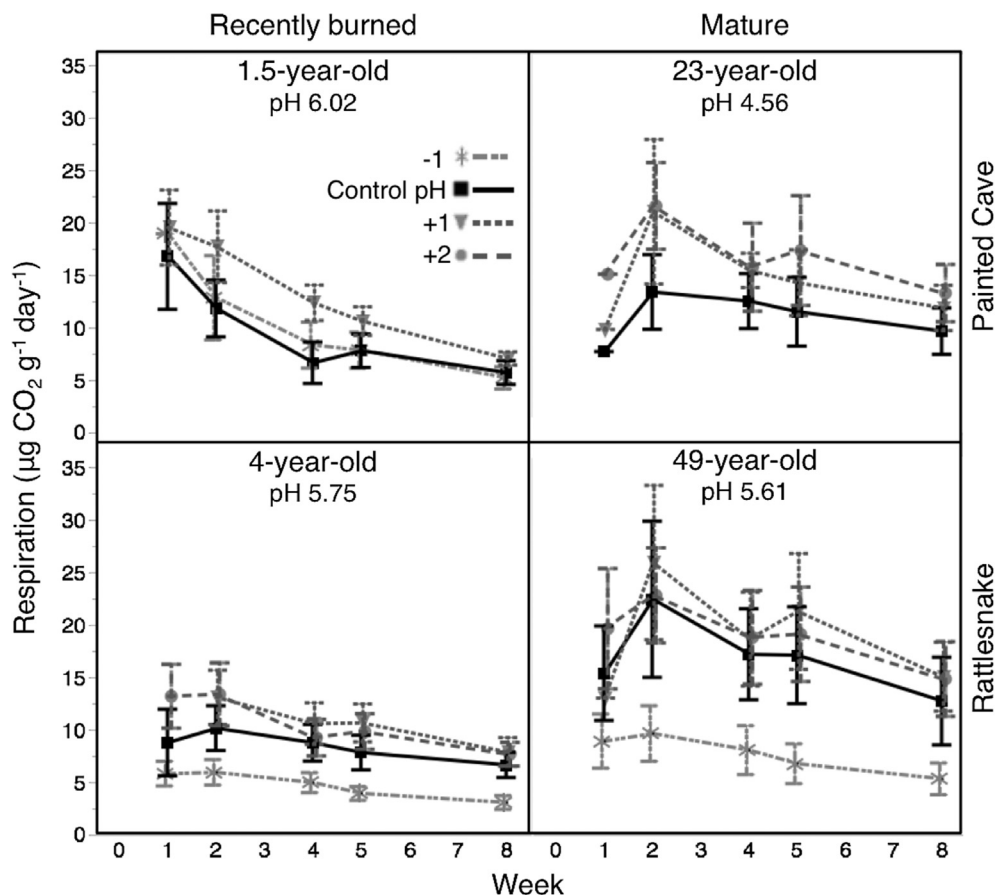 Recently burned
Mature
1.5-year-old
pH 6.02
23-year-old
pH 4.56
-1
Control pH
+1
+2
Painted Cave
35
30
25
20
15
10
5
0
4-year-old
pH 5.75
49-year-old
pH 5.61
Rattlesnake
35
30
25
20
15
10
5
0
Respiration (µg CO₂ g⁻¹ day⁻¹)
0 1 2 3 4 5 6 7 8 0 1 2 3 4 5 6 7 8
Week